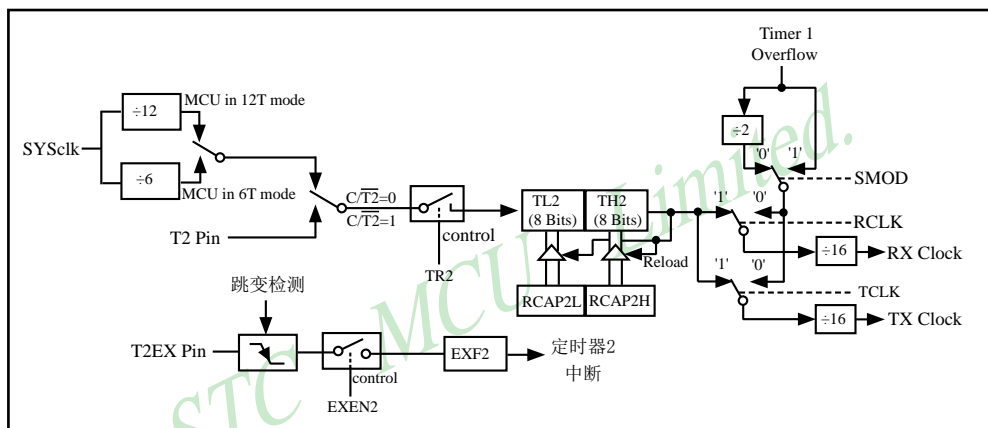 Timer 1
Overflow
÷12
MCU in 12T mode
÷2
SYSclk
'0'
'1'
÷6
SMOD
MCU in 6T mode
C/T2=0
C/T2=1
TL2
(8 Bits)
TH2
(8 Bits)
'1'
'0'
RCLK
T2 Pin
control
Reload
÷16
RX Clock
TR2
'1'
'0'
跳变检测
RCAP2L
RCAP2H
TCLK
÷16
TX Clock
T2EX Pin
EXF2
定时器2
中断
control
EXEN2
STC MCU Limited.